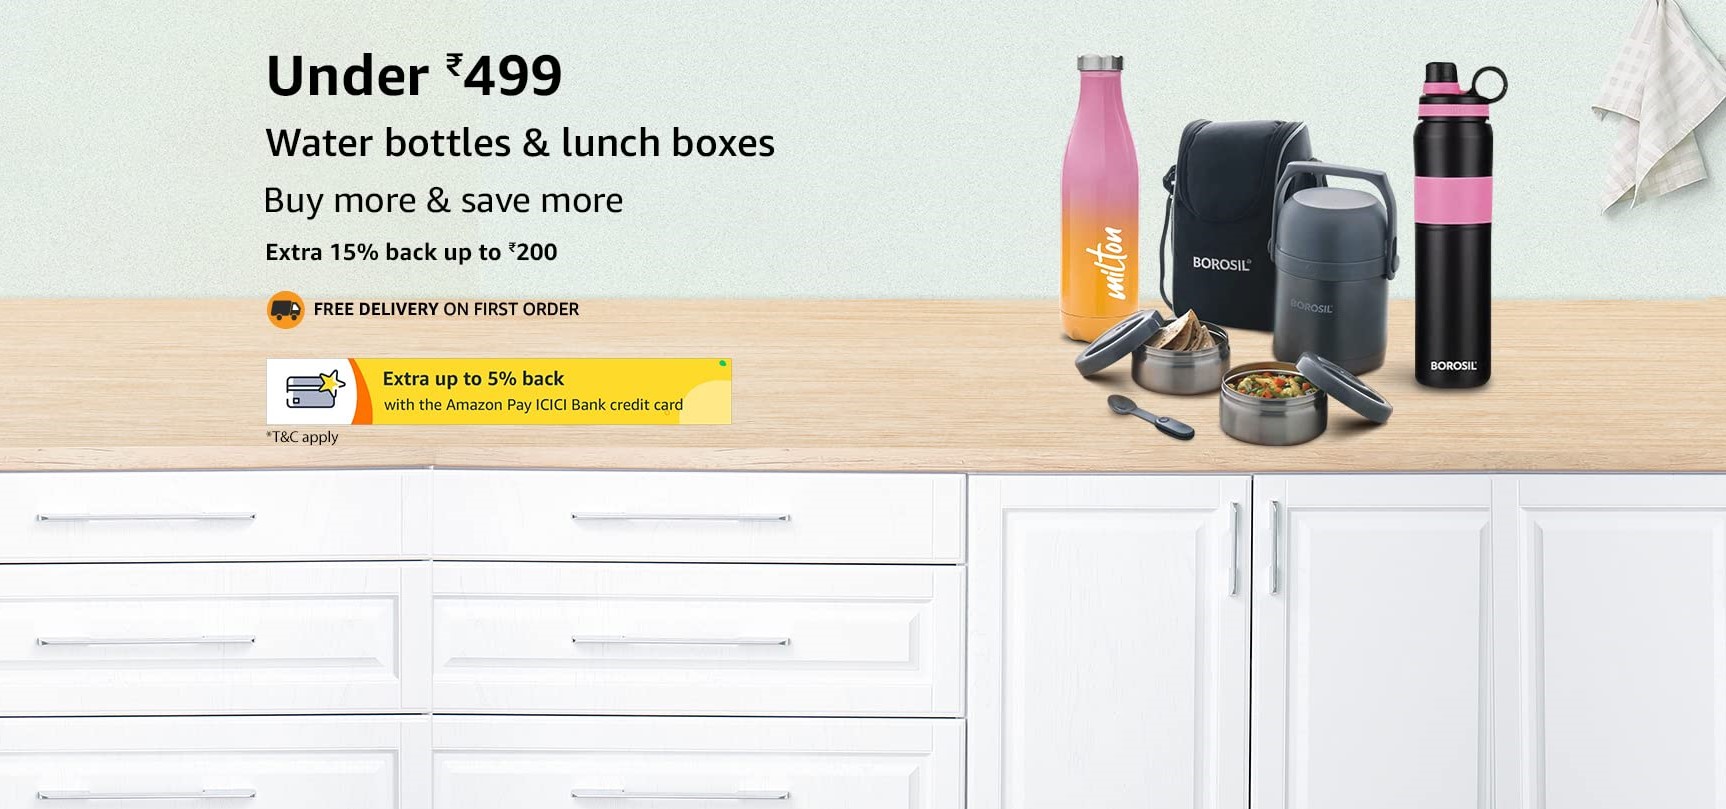 Under ₹499
Water bottles & lunch boxes
Buy more & save more
Extra 15% back up to ₹200
FREE DELIVERY ON FIRST ORDER
Extra up to 5% back
with the Amazon Pay ICICI Bank credit card
*T&C apply
milton
BOROSIL®
BOROSIL
BOROSIL